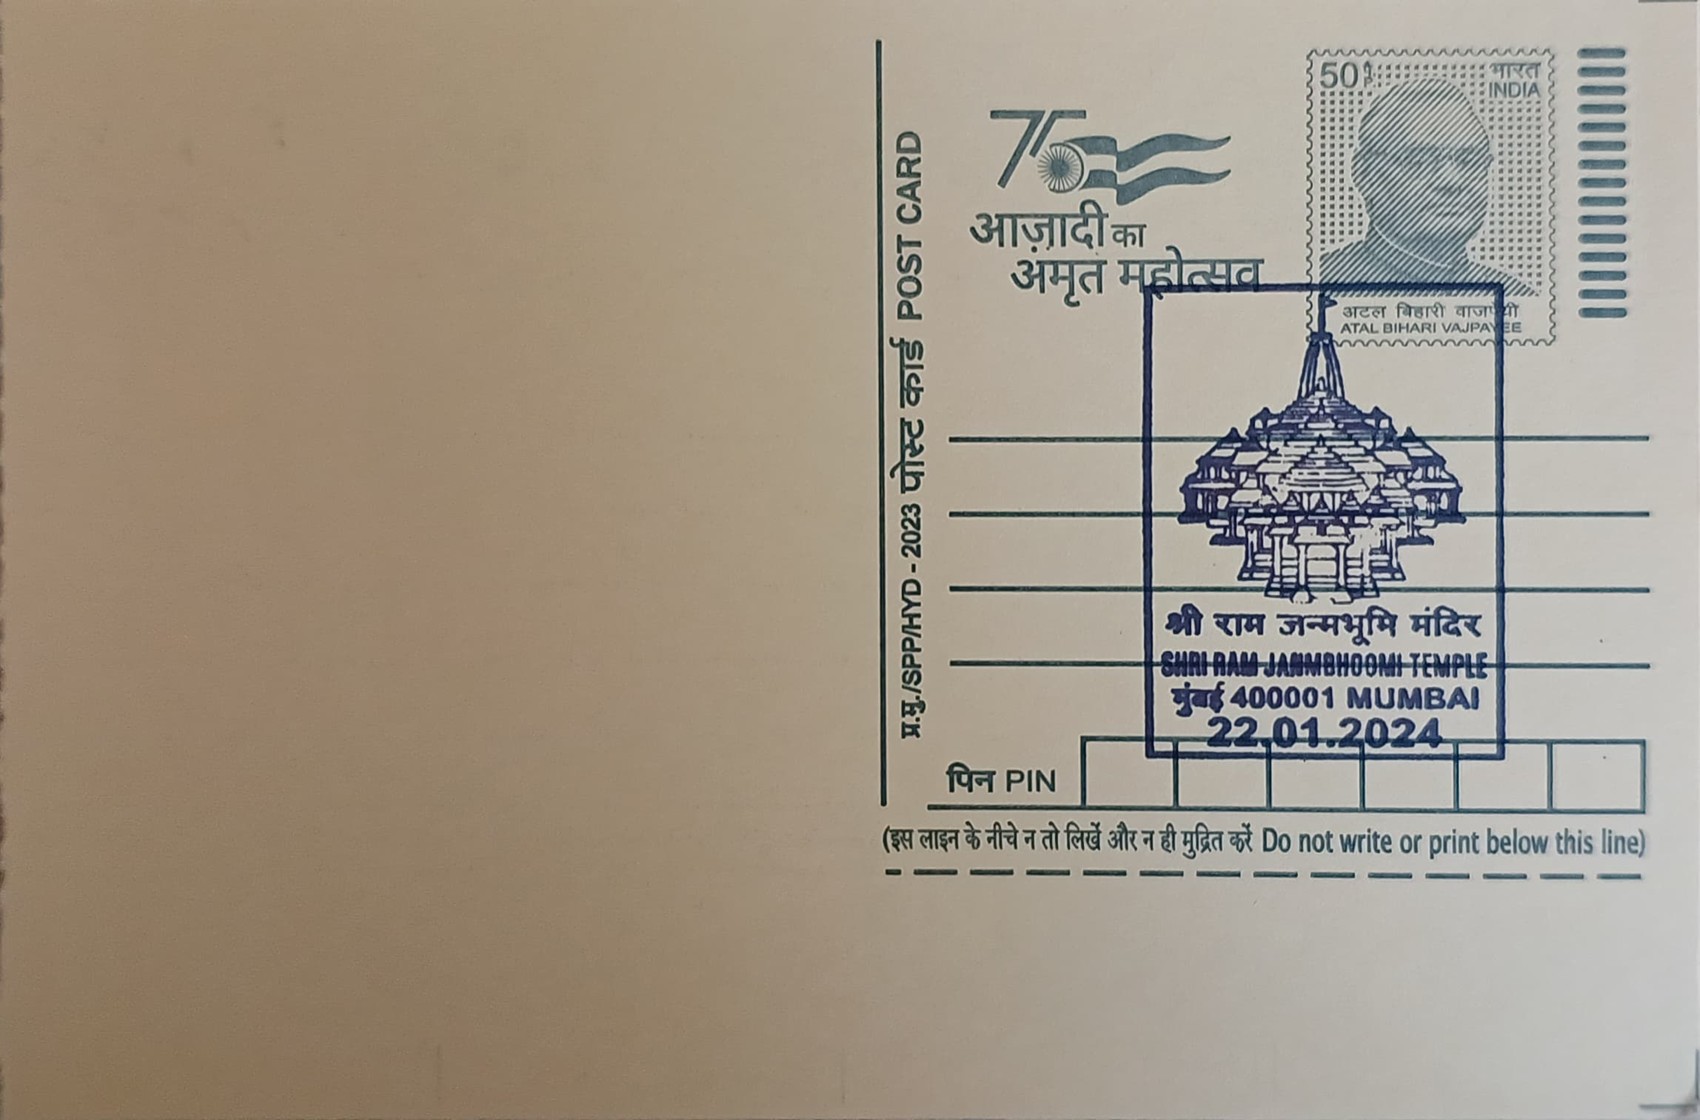 75
आज़ादी का
अमृत महोत्सव
50
भारत
INDIA
अटल बिहारी वाजपेयी
ATAL BIHARI VAJPAYEE
प्र.मु./SPP/HYD - 2023 पोस्ट कार्ड POST CARD
श्री राम जन्मभूमि मंदिर
SHRI RAM JANMBHOOMI TEMPLE
मुंबई 400001 MUMBAI
22.01.2024
पिन PIN
(इस लाइन के नीचे न तो लिखें और न ही मुद्रित करें Do not write or print below this line)